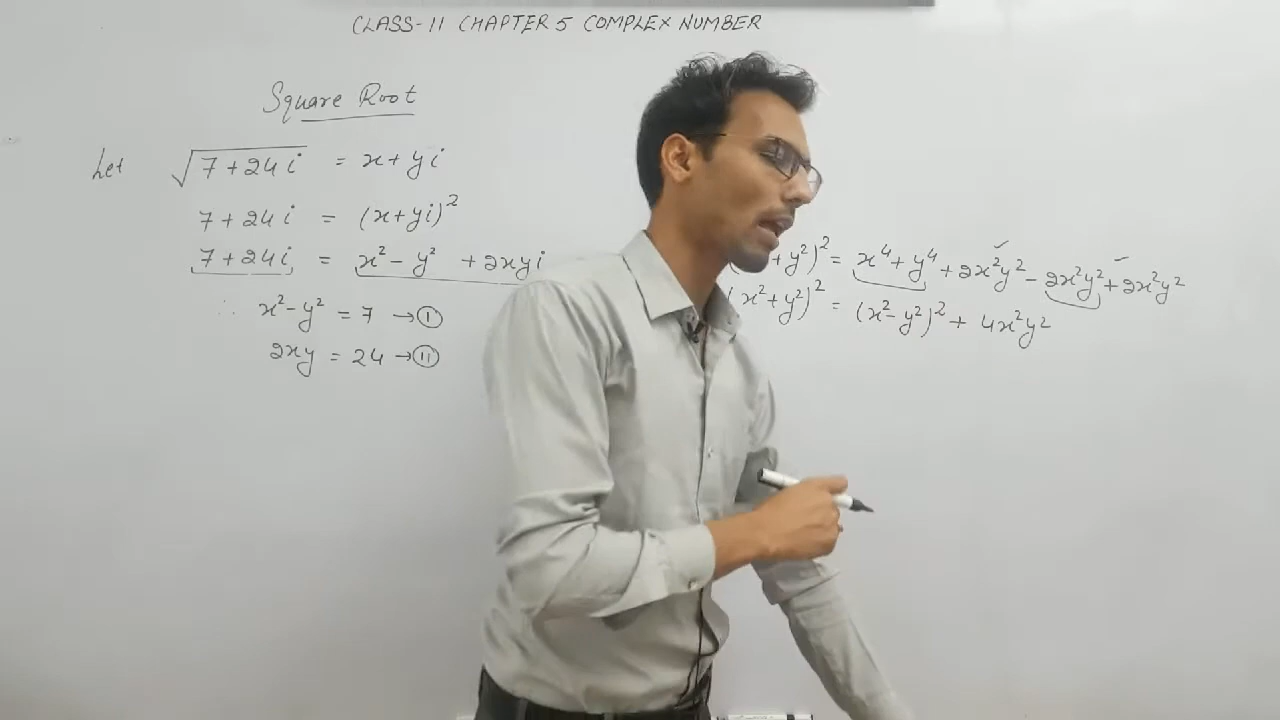 CLASS-11 CHAPTER 5 COMPLEX NUMBER
Square Root
Let √7+24i = x+yi
7+24i = (x+yi)²
7+24i = x²-y² +2xyi
∴ x²-y² = 7 →Ⓘ
2xy = 24 →Ⓘ Ⓘ
+y²)² = x⁴+y⁴+2x²y²-2x²y²+2x²y²
(x²+y²)² = (x²-y²)²+ 4x²y²